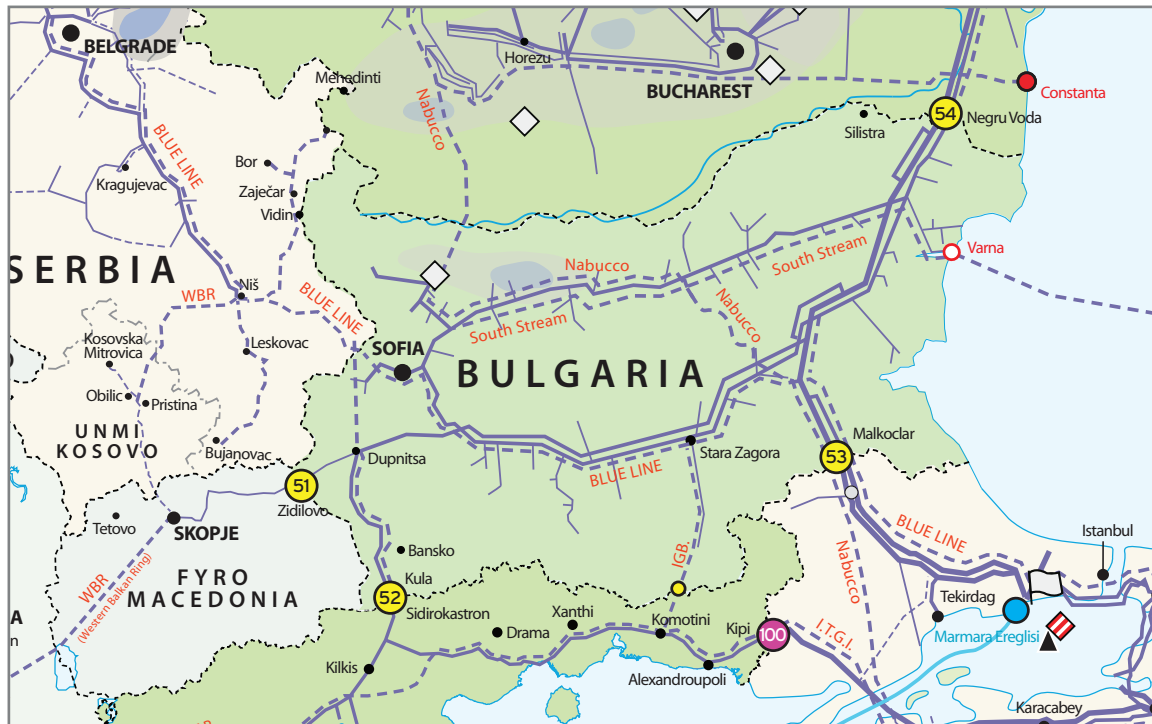 BELGRADE
Horezu
Mehedinti
BUCHAREST
Constanta
Nabucco
54
Negru Voda
Silistra
BLUE LINE
Bor
Kragujevac
Zaječar
Vidin
Varna
SERBIA
Nabucco
South Stream
WBR
Niš
BLUE LINE
Nabucco
South Stream
Kosovska
Mitrovica
Leskovac
SOFIA
BULGARIA
Obilic
Pristina
UNMI
KOSOVO
Bujanovac
Dupnitsa
Stara Zagora
Malkoclar
53
BLUE LINE
51
Zidilovo
Tetovo
SKOPJE
BLUE LINE
Istanbul
Bansko
IGB.
Nabucco
WBR
(Western Balkan Ring)
FYRO
MACEDONIA
Kula
52
Sidirokastron
Xanthi
Komotini
Kipi
100
I.T.G.I.
Tekirdag
Marmara Ereglisi
A
n
Drama
Kilkis
Alexandroupoli
Karacabey